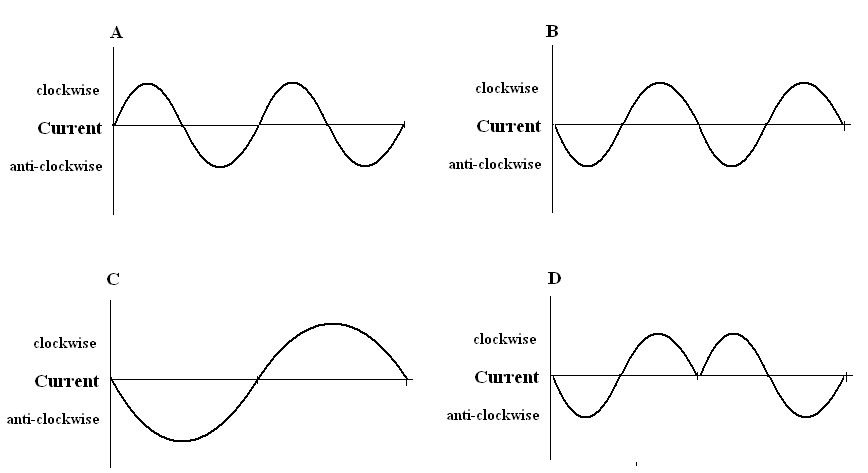 A
clockwise
Current
anti-clockwise
B
clockwise
Current
anti-clockwise
C
clockwise
Current
anti-clockwise
D
clockwise
Current
anti-clockwise